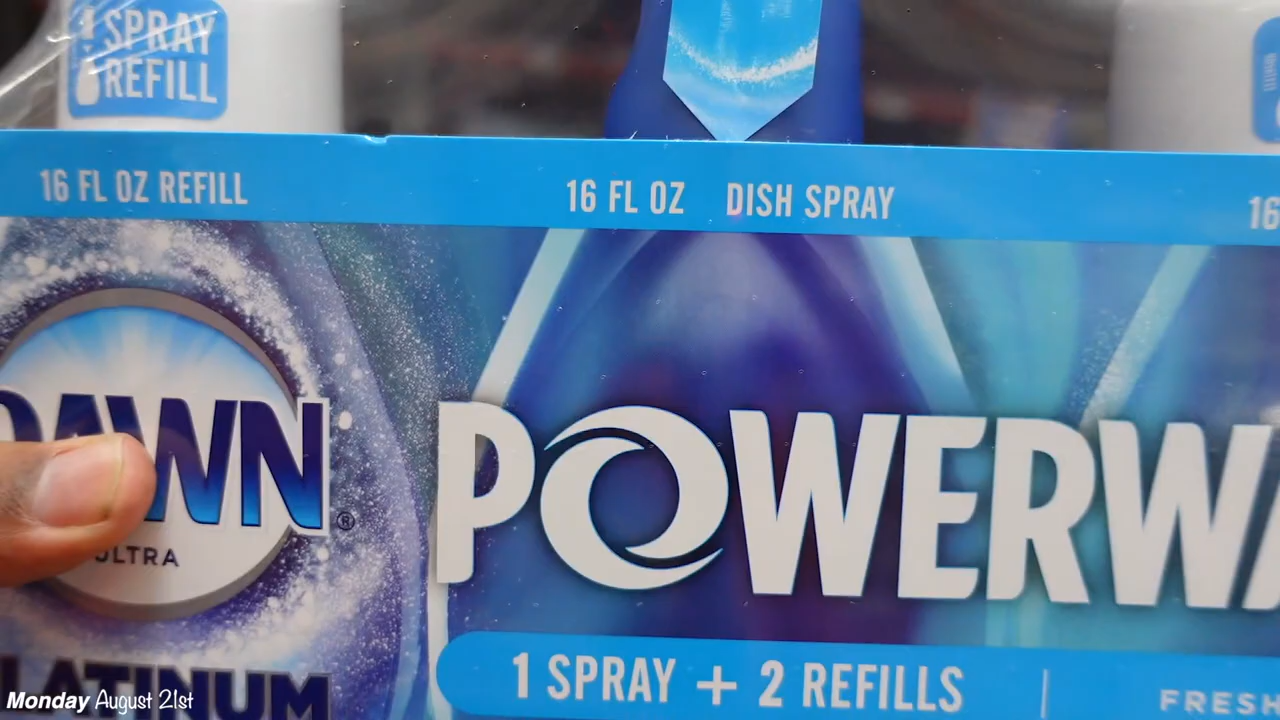 1 SPRAY
REFILL
16 FL OZ REFILL
16 FL OZ DISH SPRAY
16
DAWN®
ULTRA
PLATINUM
POWERWA
1 SPRAY + 2 REFILLS | FRESH
Monday August 21st